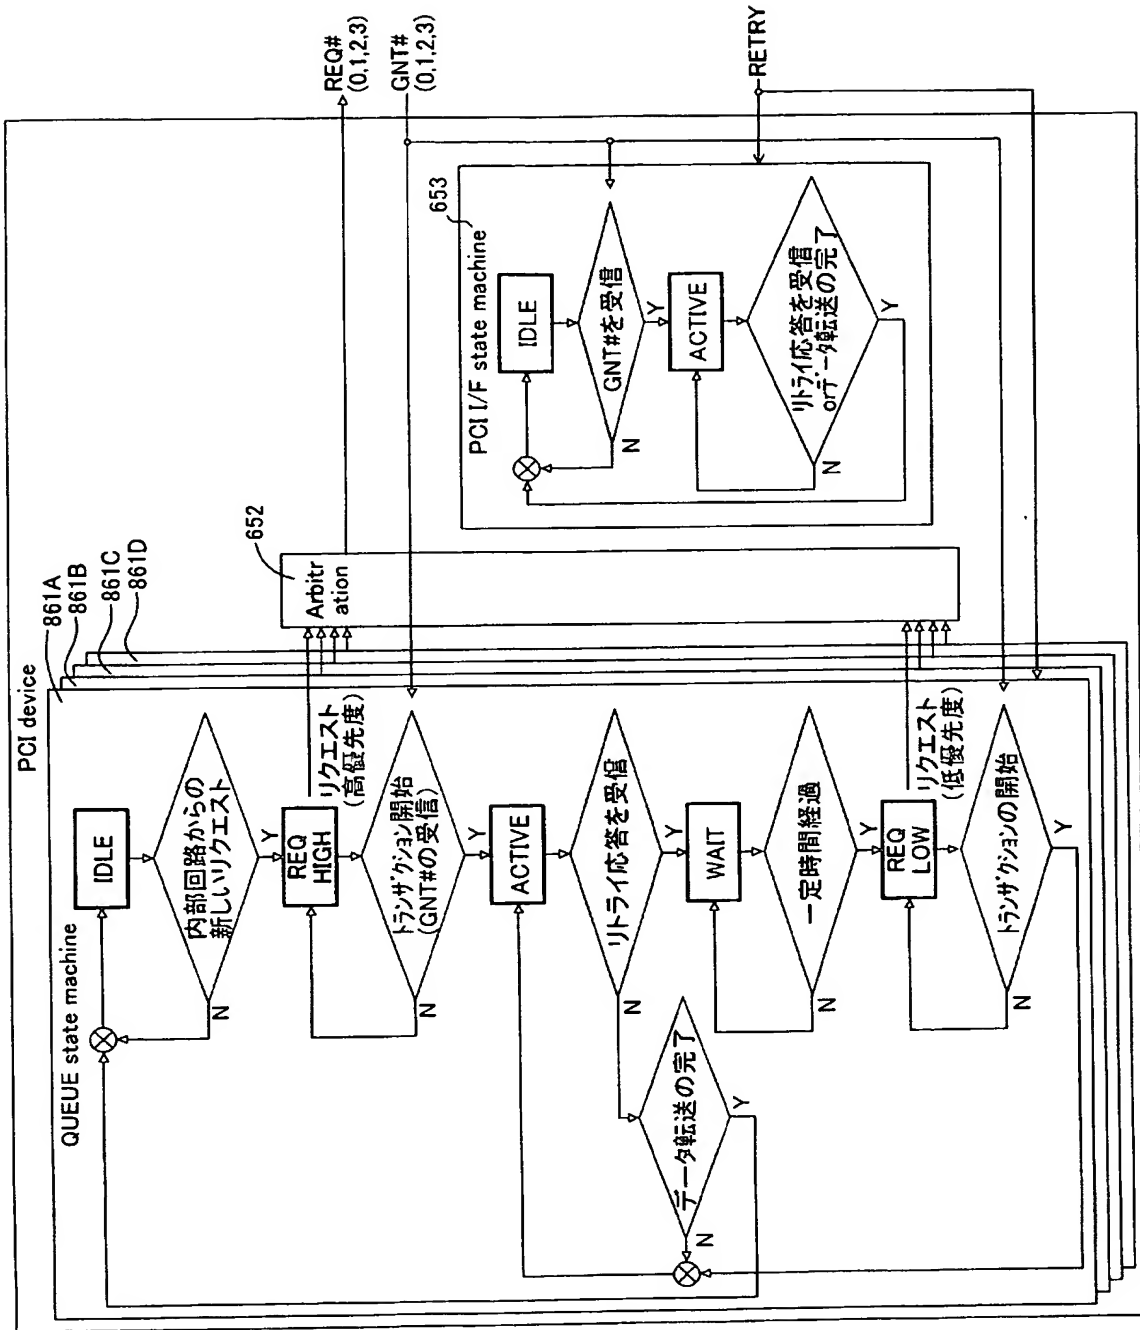 PCI device
861A
861B
861C
861D
QUEUE state machine
IDLE
内部回路からの
新しいリクエスト
N
Y
REQ
HIGH
リクエスト
(高優先度)
トランザクション開始
(GNT#の受信)
N
Y
ACTIVE
リトライ応答を受信
N
Y
データ転送の完了
N
Y
WAIT
一定時間経過
N
Y
REQ
LOW
リクエスト
(低優先度)
トランザクションの開始
N
Y
652
Arbitr
ation
653
PCI I/F state machine
IDLE
GNT#を受信
N
Y
ACTIVE
リトライ応答を受信
orデータ転送の完了
N
Y
REQ#
(0,1,2,3)
GNT#
(0,1,2,3)
RETRY